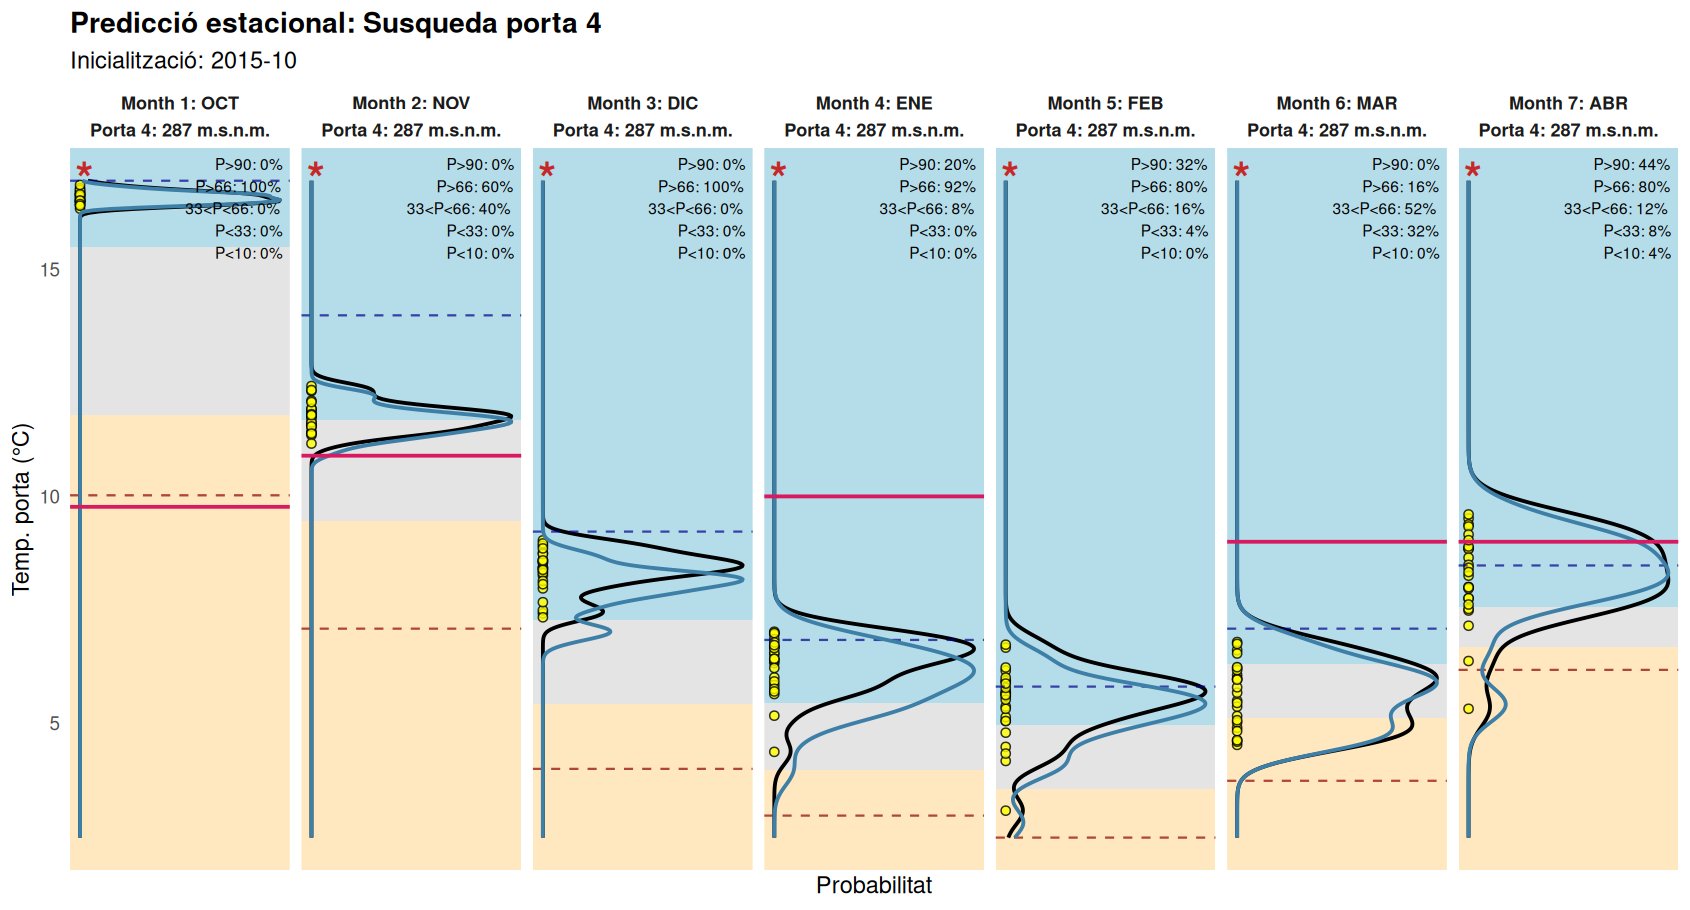 Predicció estacional: Susqueda porta 4
Inicialització: 2015-10
Month 1: OCT
Porta 4: 287 m.s.n.m.
Month 2: NOV
Porta 4: 287 m.s.n.m.
Month 3: DIC
Porta 4: 287 m.s.n.m.
Month 4: ENE
Porta 4: 287 m.s.n.m.
Month 5: FEB
Porta 4: 287 m.s.n.m.
Month 6: MAR
Porta 4: 287 m.s.n.m.
Month 7: ABR
Porta 4: 287 m.s.n.m.
*
P>90: 0%
P>66: 100%
33<P<66: 0%
P<33: 0%
P<10: 0%
*
P>90: 0%
P>66: 60%
33<P<66: 40%
P<33: 0%
P<10: 0%
*
P>90: 0%
P>66: 100%
33<P<66: 0%
P<33: 0%
P<10: 0%
*
P>90: 20%
P>66: 92%
33<P<66: 8%
P<33: 0%
P<10: 0%
*
P>90: 32%
P>66: 80%
33<P<66: 16%
P<33: 4%
P<10: 0%
*
P>90: 0%
P>66: 16%
33<P<66: 52%
P<33: 32%
P<10: 0%
*
P>90: 44%
P>66: 80%
33<P<66: 12%
P<33: 8%
P<10: 4%
15
10
5
Temp. porta (°C)
Probabilitat